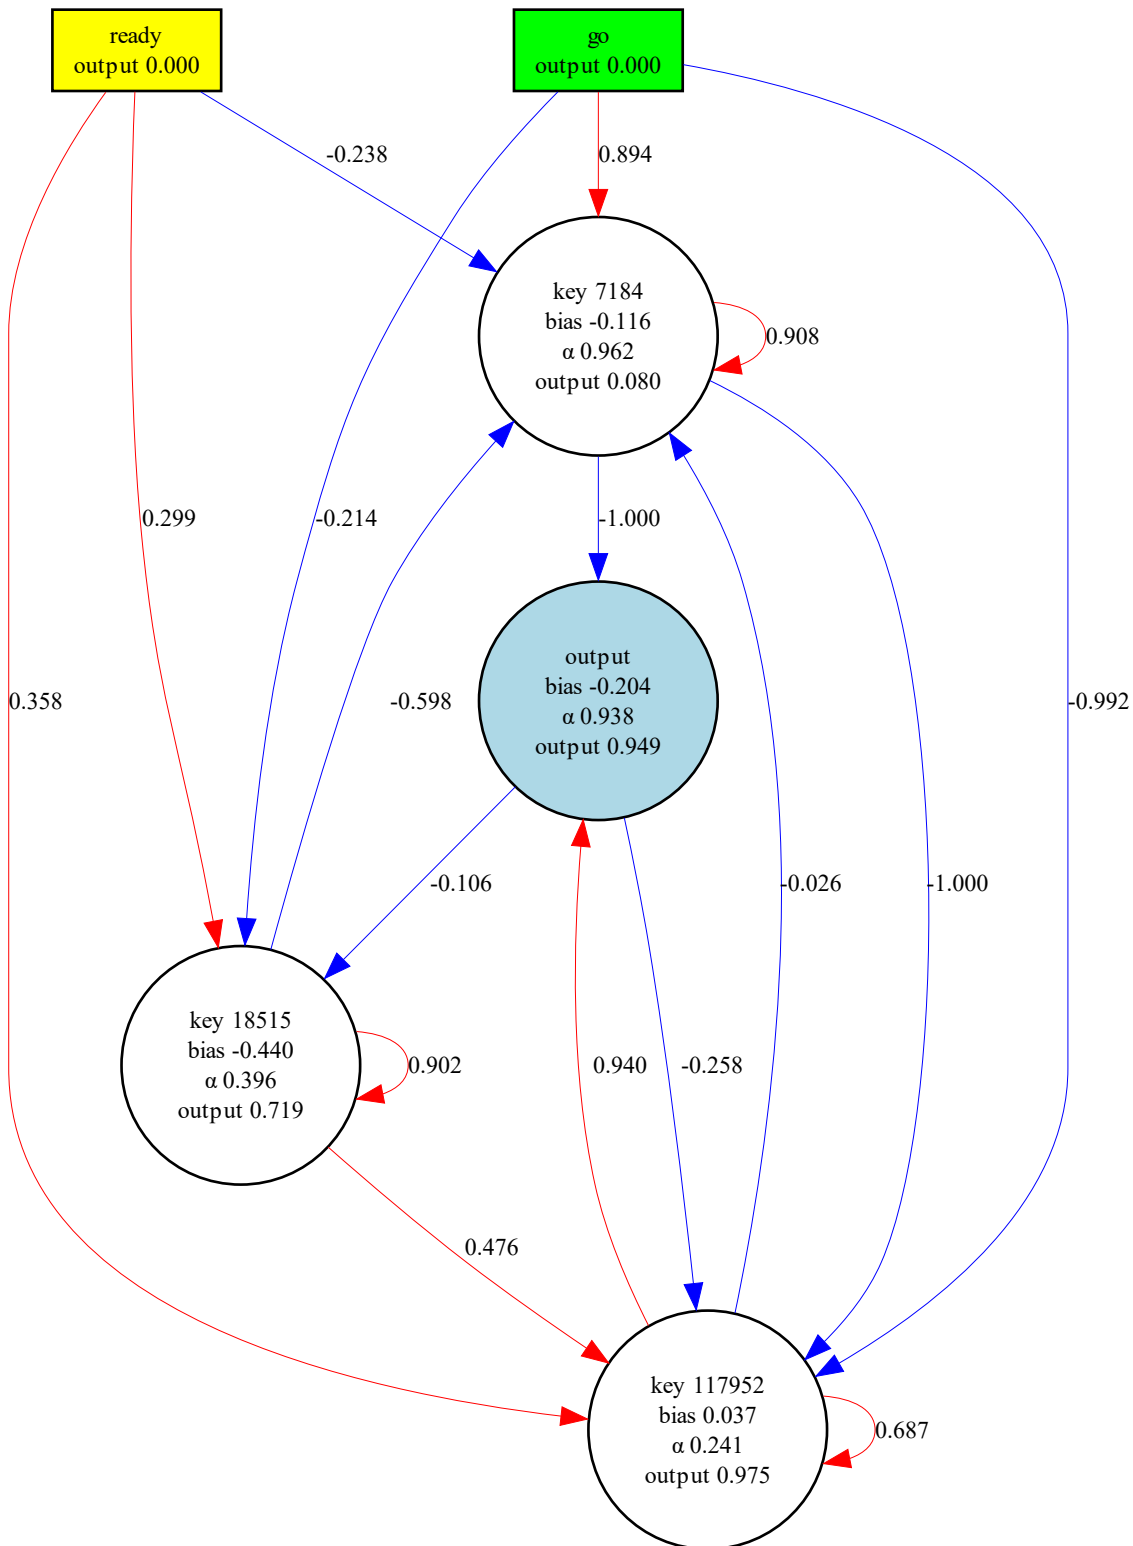 ready
output 0.000
go
output 0.000
-0.238
0.894
key 7184
bias -0.116
α 0.962
output 0.080
0.908
0.299
-0.214
-1.000
output
bias -0.204
α 0.938
output 0.949
0.358
-0.598
-0.992
-0.106
-0.026
-1.000
key 18515
bias -0.440
α 0.396
output 0.719
0.902
0.940
-0.258
0.476
key 117952
bias 0.037
α 0.241
output 0.975
0.687